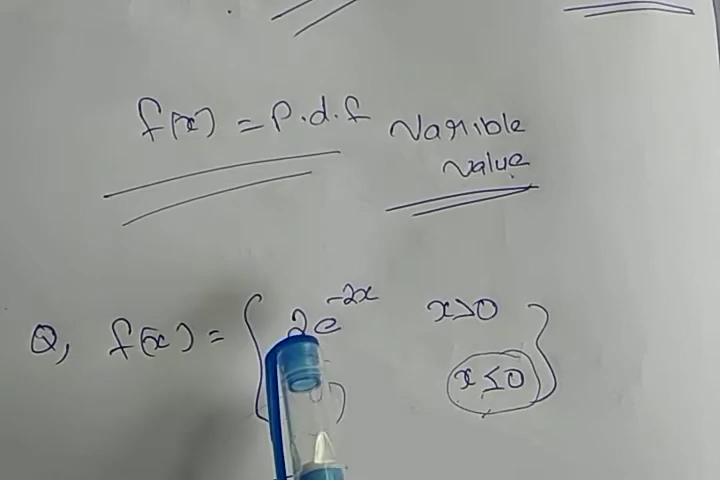 f(x) = P.d.f Varible
value
Q, f(x) = { 2e^-2x x>0
x≤0 }